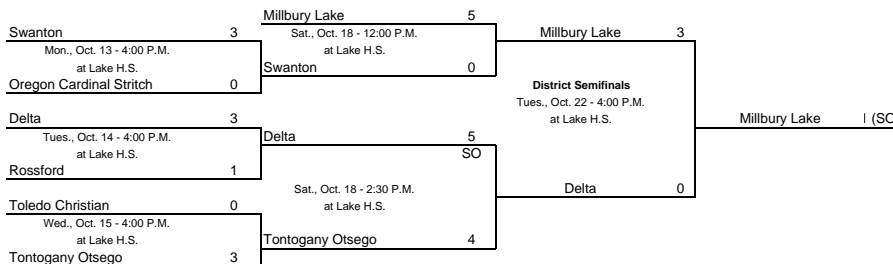 Millbury Lake 5
Swanton 3
Sat., Oct. 18 - 12:00 P.M.
Millbury Lake 3
Mon., Oct. 13 - 4:00 P.M.
at Lake H.S.
at Lake H.S.
Swanton 0
Oregon Cardinal Stritch 0
District Semifinals
Tues., Oct. 22 - 4:00 P.M.
Delta 3
at Lake H.S.
Millbury Lake
Tues., Oct. 14 - 4:00 P.M.
Delta 5
at Lake H.S.
SO
Rossford 1
Sat., Oct. 18 - 2:30 P.M.
Delta 0
Toledo Christian 0
at Lake H.S.
Wed., Oct. 15 - 4:00 P.M.
at Lake H.S.
Tontogany Otsego 4
Tontogany Otsego 3